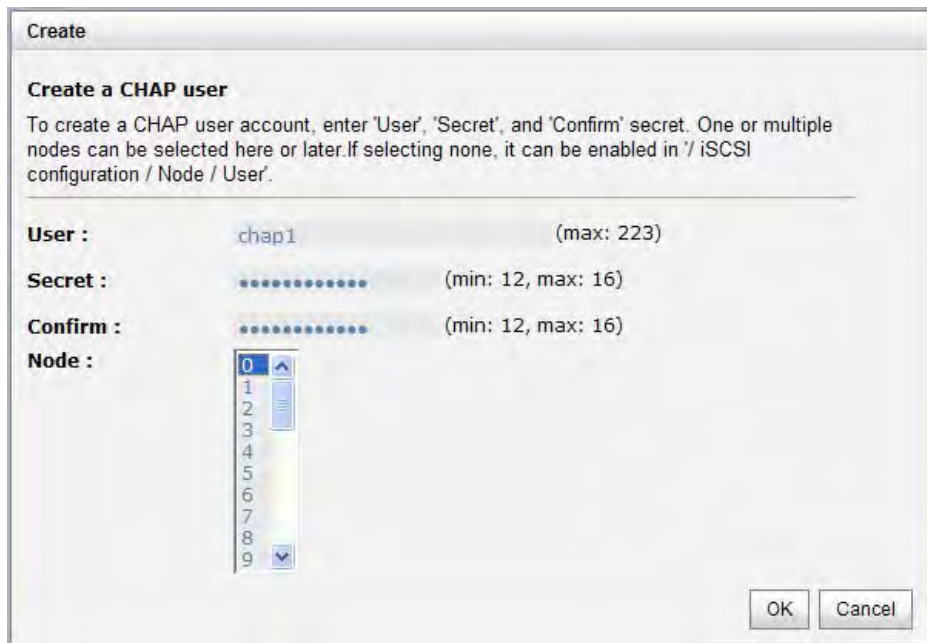 Create
Create a CHAP user
To create a CHAP user account, enter 'User', 'Secret', and 'Confirm' secret. One or multiple
nodes can be selected here or later.If selecting none, it can be enabled in '/ iSCSI
configuration / Node / User'.
User : chap1 (max: 223)
Secret : •••••••••••• (min: 12, max: 16)
Confirm : •••••••••••• (min: 12, max: 16)
Node :
0
1
2
3
4
5
6
7
8
9
OK Cancel